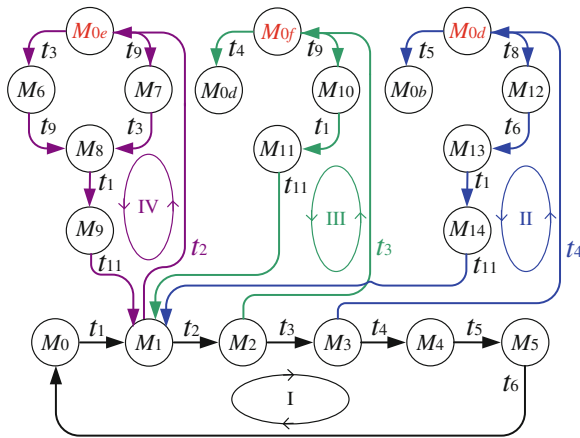 M0e M0f M0d
t3 t9 t4 t9 t5 t8
M6 M7 M0d M10 M0b M12
t9 t3 t1 t6
M8 M11 M13
t1 t11 t1
M9 IV III M14 II
t11 t2 t3 t11 t4
M0 t1 M1 t2 M2 t3 M3 t4 M4 t5 M5
I t6